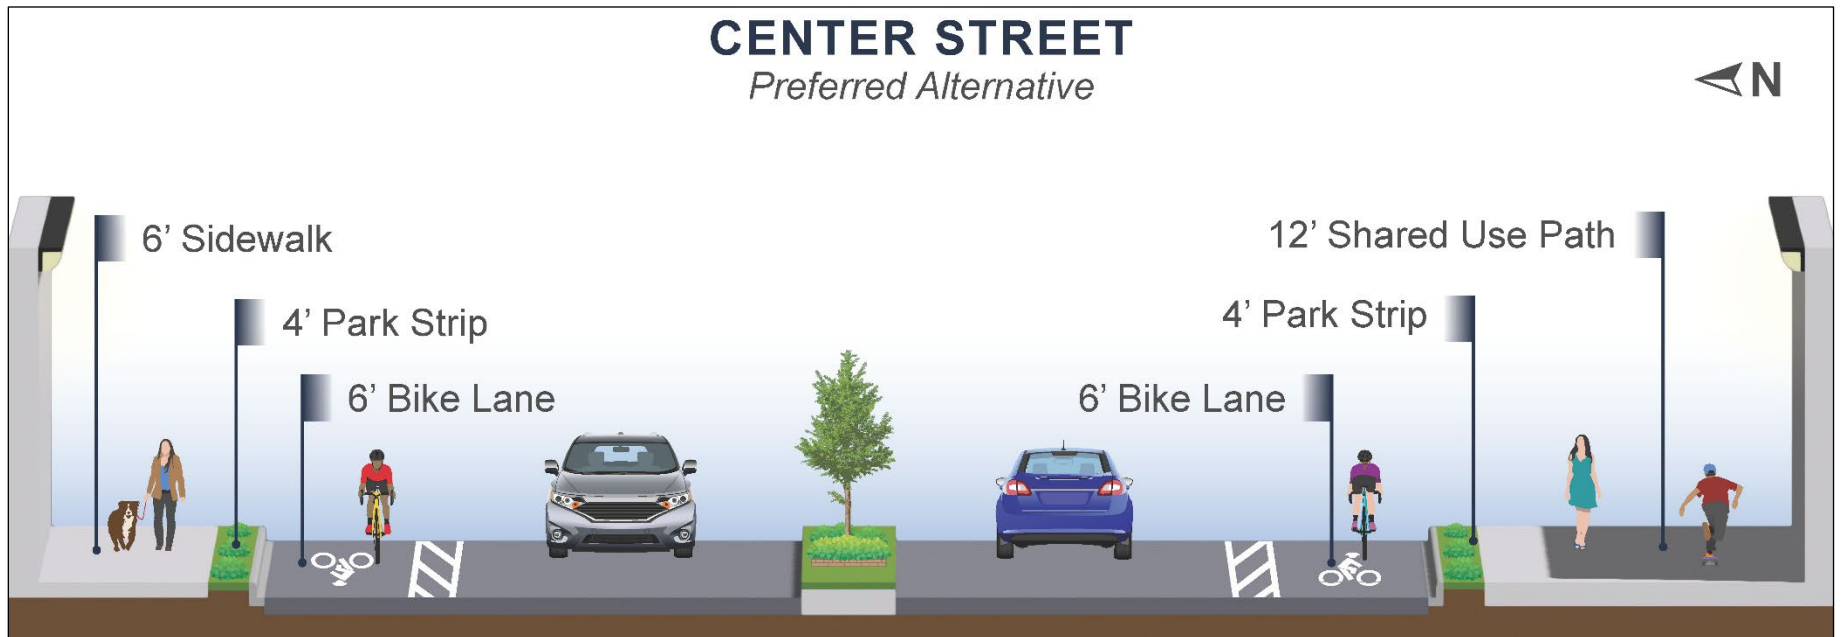 CENTER STREET
Preferred Alternative
N
6’ Sidewalk
12’ Shared Use Path
4’ Park Strip
4’ Park Strip
6’ Bike Lane
6’ Bike Lane